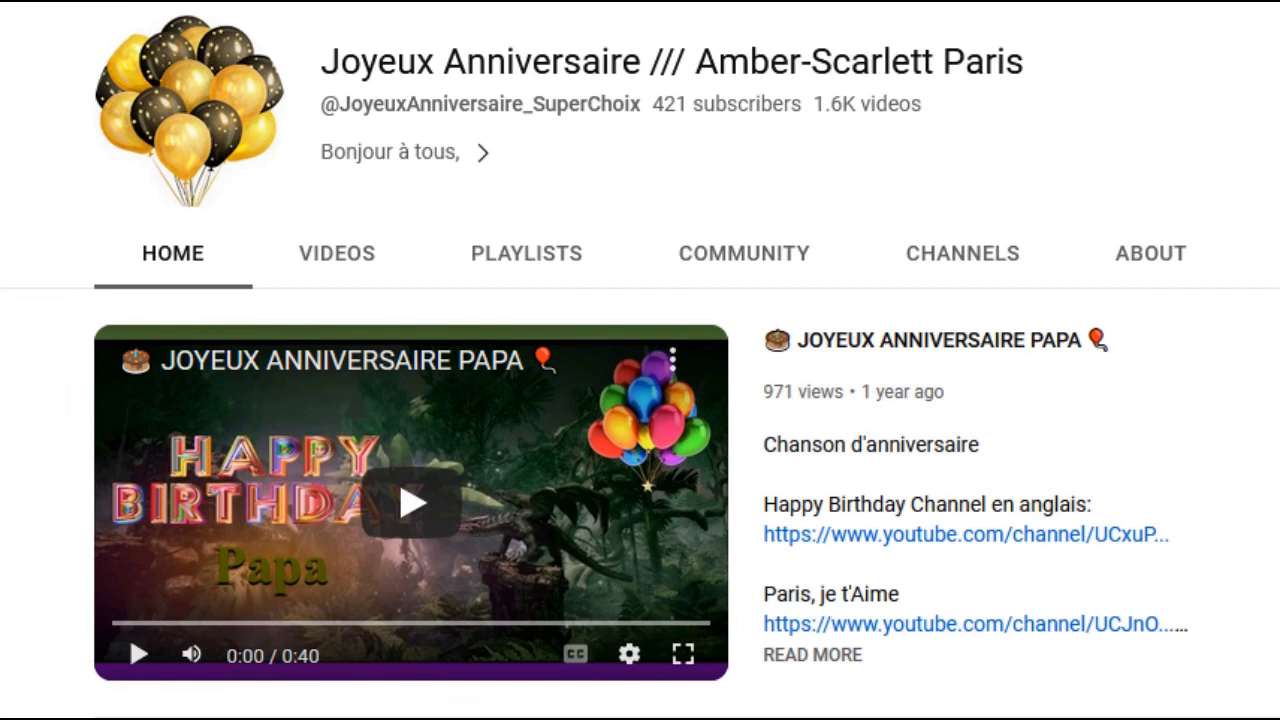 Joyeux Anniversaire /// Amber-Scarlett Paris
@JoyeuxAnniversaire_SuperChoix 421 subscribers 1.6K videos
Bonjour à tous,
HOME VIDEOS PLAYLISTS COMMUNITY CHANNELS ABOUT
JOYEUX ANNIVERSAIRE PAPA
HAPPY
BIRTHDAY
Papa
0:00 / 0:40
CC
JOYEUX ANNIVERSAIRE PAPA
971 views • 1 year ago
Chanson d'anniversaire
Happy Birthday Channel en anglais:
https://www.youtube.com/channel/UCxuP...
Paris, je t'Aime
https://www.youtube.com/channel/UCJnO......
READ MORE